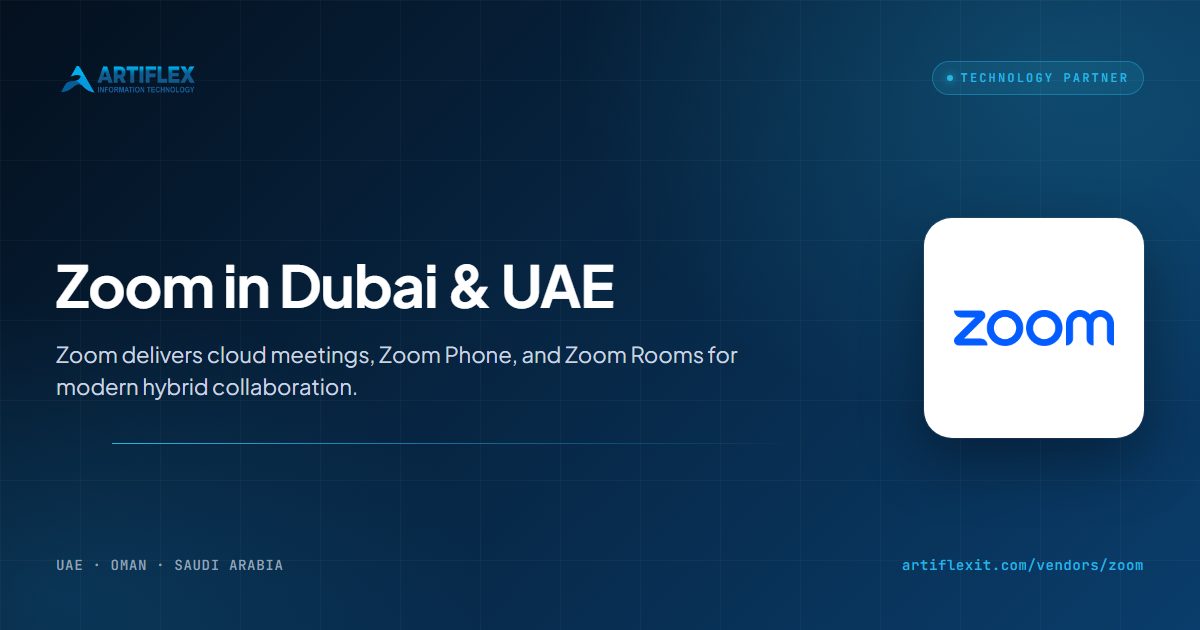 ARTIFLEX
INFORMATION TECHNOLOGY
TECHNOLOGY PARTNER
Zoom in Dubai & UAE
Zoom delivers cloud meetings, Zoom Phone, and Zoom Rooms for
modern hybrid collaboration.
zoom
UAE · OMAN · SAUDI ARABIA
artiflexit.com/vendors/zoom